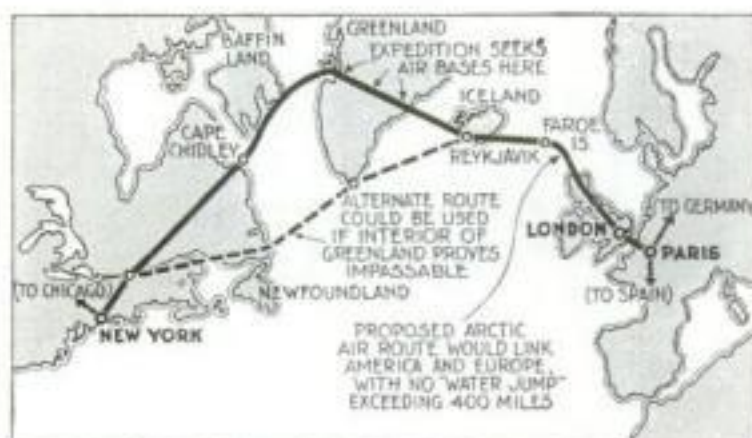 GREENLAND
BAFFIN
LAND
EXPEDITION SEEKS
AIR BASES HERE
ICELAND
CAPE
CHIDLEY
REYKJAVIK
FAROE
IS
ALTERNATE ROUTE
COULD BE USED
IF INTERIOR OF
GREENLAND PROVES
IMPASSABLE
LONDON
(TO GERMANY)
PARIS
(TO SPAIN)
(TO CHICAGO)
NEWFOUNDLAND
NEW YORK
PROPOSED ARCTIC
AIR ROUTE WOULD LINK
AMERICA AND EUROPE,
WITH NO "WATER JUMP"
EXCEEDING 400 MILES